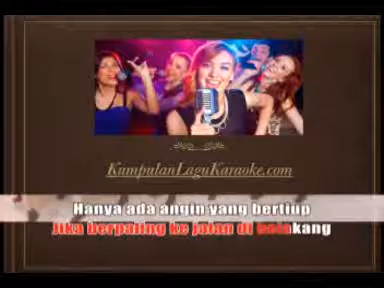 KumpulanLaguKaraoke.com
Hanya ada angin yang bertiup
Jika berpaling ke jalan di belakang